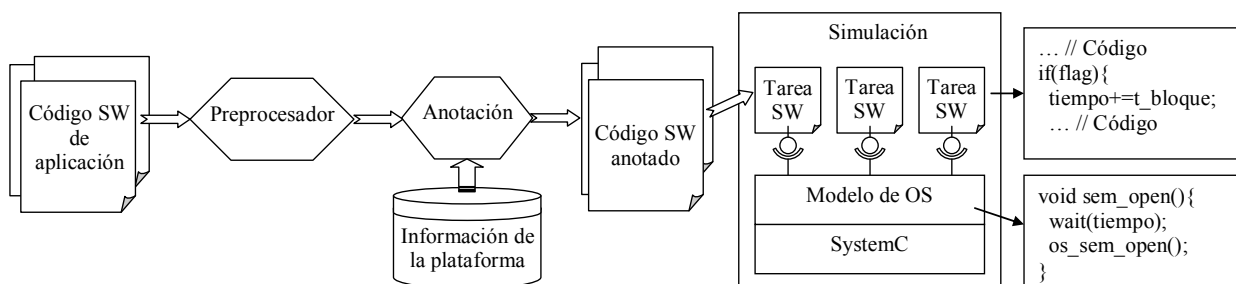 Código SW
de
aplicación
Preprocesador
Anotación
Información de
la plataforma
Código SW
anotado
Simulación
Tarea
SW
Tarea
SW
Tarea
SW
Modelo de OS
SystemC
… // Código
if(flag){
tiempo+=t_bloque;
… // Código
void sem_open(){
wait(tiempo);
os_sem_open();
}